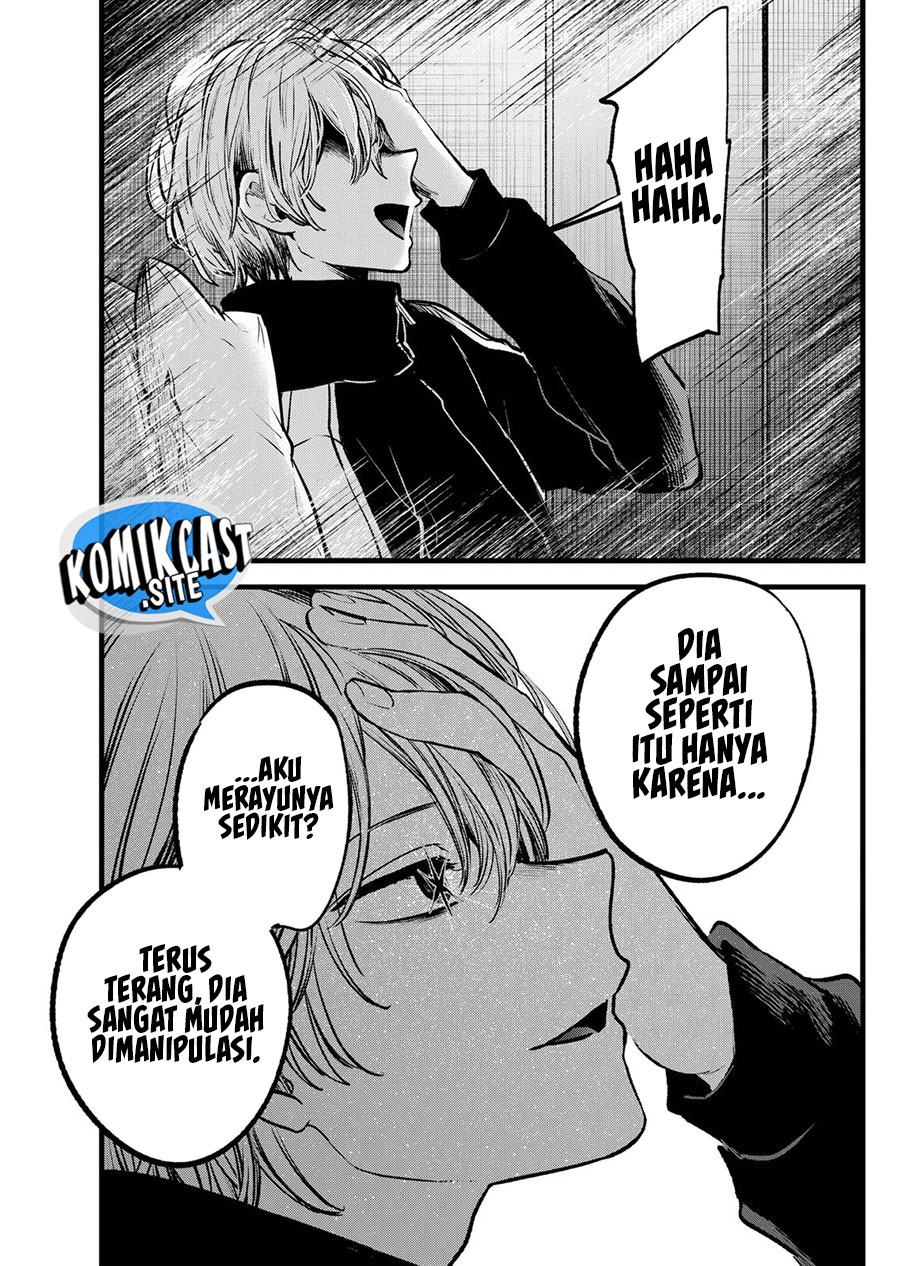 HAHA
HAHA.
DIA
SAMPAI
SEPERTI
ITU HANYA
KARENA...
...AKU
MERAYUNYA
SEDIKIT?
TERUS
TERANG, DIA
SANGAT MUDAH
DIMANIPULASI.
KOMIKCAST
.SITE